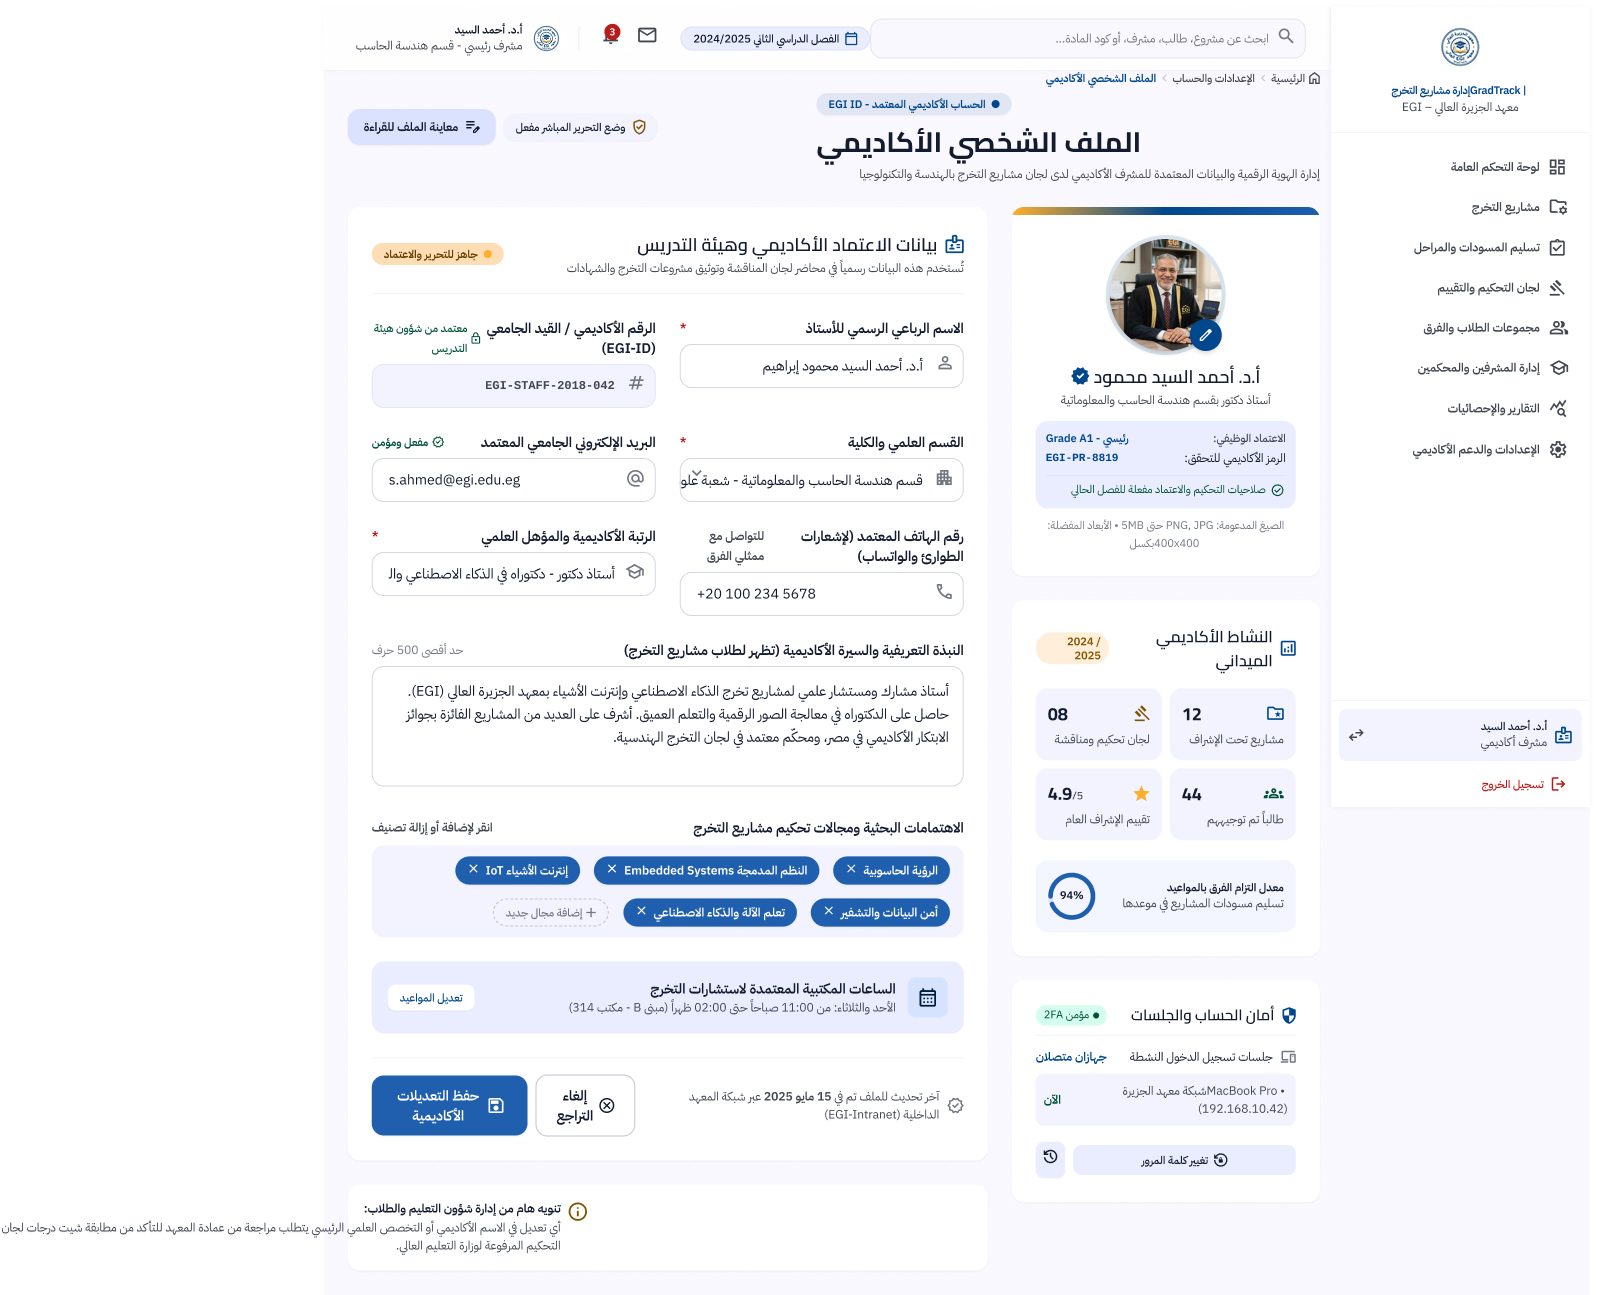 GradTrack | إدارة مشاريع التخرج
معهد الجزيرة العالي – EGI
لوحة التحكم العامة
مشاريع التخرج
تسليم المسودات والمراحل
لجان التحكيم والتقييم
مجموعات الطلاب والفرق
إدارة المشرفين والمحكمين
التقارير والإحصائيات
الإعدادات والدعم الأكاديمي
أ.د. أحمد السيد
مشرف أكاديمي
تسجيل الخروج
ابحث عن مشروع، طالب، مشرف، أو كود المادة...
الفصل الدراسي الثاني 2024/2025
3
أ.د. أحمد السيد
مشرف رئيسي - قسم هندسة الحاسب
الرئيسية
الإعدادات والحساب
الملف الشخصي الأكاديمي
الحساب الأكاديمي المعتمد - EGI ID
الملف الشخصي الأكاديمي
إدارة الهوية الرقمية والبيانات المعتمدة للمشرف الأكاديمي لدى لجان مشاريع التخرج بالهندسة والتكنولوجيا
وضع التحرير المباشر مفعل
معاينة الملف للقراءة
أ.د. أحمد السيد محمود
أستاذ دكتور بقسم هندسة الحاسب والمعلوماتية
الاعتماد الوظيفي:
رئيسي - Grade A1
الرمز الأكاديمي للتحقق:
EGI-PR-8819
صلاحيات التحكيم والاعتماد مفعلة للفصل الحالي
الصيغ المدعومة: PNG, JPG حتى 5MB • الأبعاد المفضلة:
400x400بكسل
النشاط الأكاديمي
الميداني
2024 /
2025
12
مشاريع تحت الإشراف
08
لجان تحكيم ومناقشة
44
طالباً تم توجيههم
4.9/5
تقييم الإشراف العام
معدل التزام الفرق بالمواعيد
تسليم مسودات المشاريع في موعدها
94%
أمان الحساب والجلسات
مؤمن 2FA
جلسات تسجيل الدخول النشطة
جهازان متصلان
• MacBook Proشبكة معهد الجزيرة
(192.168.10.42)
الآن
تغيير كلمة المرور
بيانات الاعتماد الأكاديمي وهيئة التدريس
تُستخدم هذه البيانات رسمياً في محاضر لجان المناقشة وتوثيق مشروعات التخرج والشهادات
جاهز للتحرير والاعتماد
الاسم الرباعي الرسمي للأستاذ *
أ.د. أحمد السيد محمود إبراهيم
الرقم الأكاديمي / القيد الجامعي
(EGI-ID)
معتمد من شؤون هيئة
التدريس
EGI-STAFF-2018-042
القسم العلمي والكلية *
قسم هندسة الحاسب والمعلوماتية - شعبة علو
البريد الإلكتروني الجامعي المعتمد
مفعل ومؤمن
s.ahmed@egi.edu.eg
رقم الهاتف المعتمد (لإشعارات
الطوارئ والواتساب)
للتواصل مع
ممثلي الفرق
+20 100 234 5678
الرتبة الأكاديمية والمؤهل العلمي *
أستاذ دكتور - دكتوراه في الذكاء الاصطناعي وال
النبذة التعريفية والسيرة الأكاديمية (تظهر لطلاب مشاريع التخرج)
حد أقصى 500 حرف
أستاذ مشارك ومستشار علمي لمشاريع تخرج الذكاء الاصطناعي وإنترنت الأشياء بمعهد الجزيرة العالي (EGI).
حاصل على الدكتوراه في معالجة الصور الرقمية والتعلم العميق. أشرف على العديد من المشاريع الفائزة بجوائز
الابتكار الأكاديمي في مصر، ومحكّم معتمد في لجان التخرج الهندسية.
الاهتمامات البحثية ومجالات تحكيم مشاريع التخرج
انقر لإضافة أو إزالة تصنيف
الرؤية الحاسوبية
النظم المدمجة Embedded Systems
إنترنت الأشياء IoT
أمن البيانات والتشفير
تعلم الآلة والذكاء الاصطناعي
إضافة مجال جديد
الساعات المكتبية المعتمدة لاستشارات التخرج
الأحد والثلاثاء: من 11:00 صباحاً حتى 02:00 ظهراً (مبنى B - مكتب 314)
تعديل المواعيد
آخر تحديث للملف تم في 15 مايو 2025 عبر شبكة المعهد
الداخلية (EGI-Intranet)
إلغاء
التراجع
حفظ التعديلات
الأكاديمية
تنويه هام من إدارة شؤون التعليم والطلاب:
أي تعديل في الاسم الأكاديمي أو التخصص العلمي الرئيسي يتطلب مراجعة من عمادة المعهد للتأكد من مطابقة شيت درجات لجان
التحكيم المرفوعة لوزارة التعليم العالي.